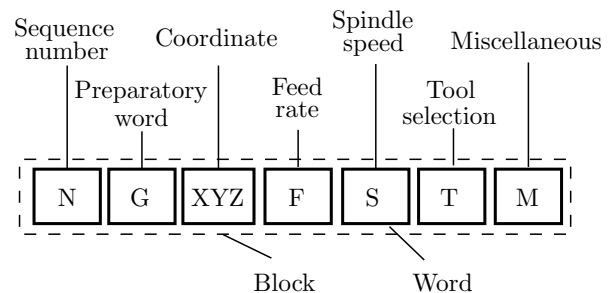 Sequence
number
Preparatory
word
Coordinate
Feed
rate
Spindle
speed
Tool
selection
Miscellaneous
N G XYZ F S T M
Block Word